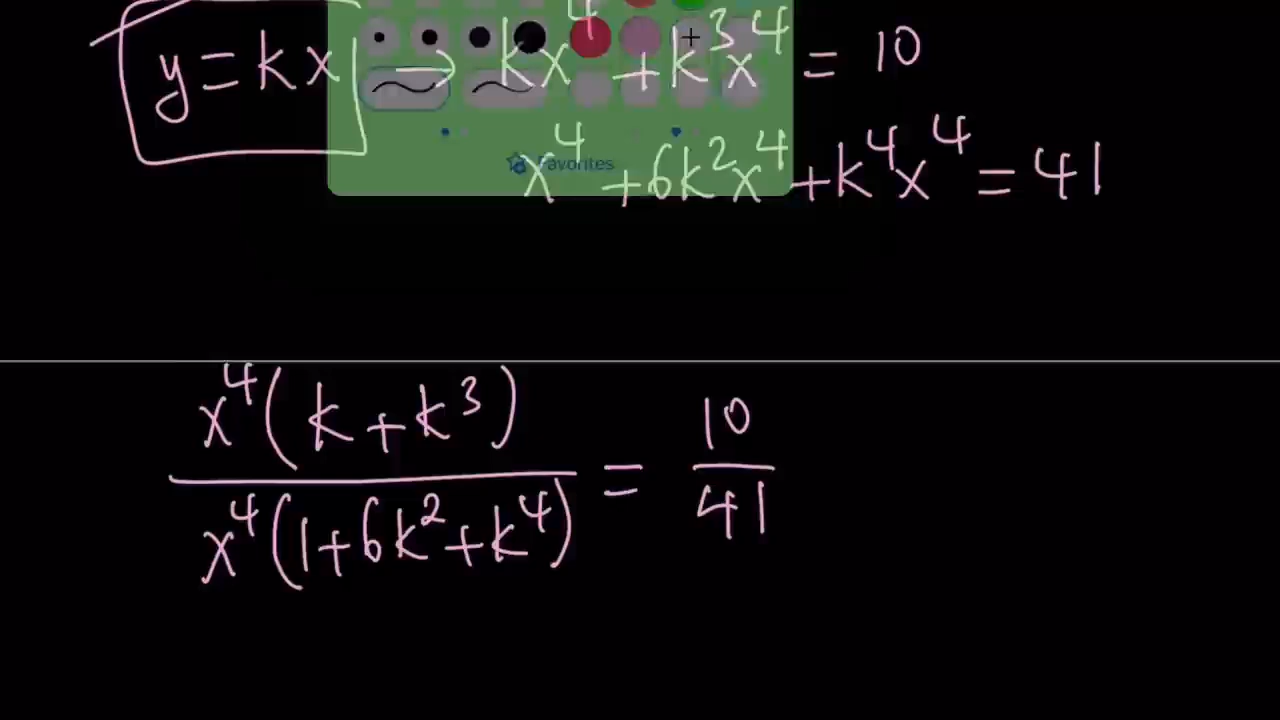 y = kx → kx⁴ + k³x⁴ = 10
Favorites
x⁴ + 6k²x⁴ + k⁴x⁴ = 41
x⁴(k + k³)
x⁴(1 + 6k² + k⁴)
=
10
41